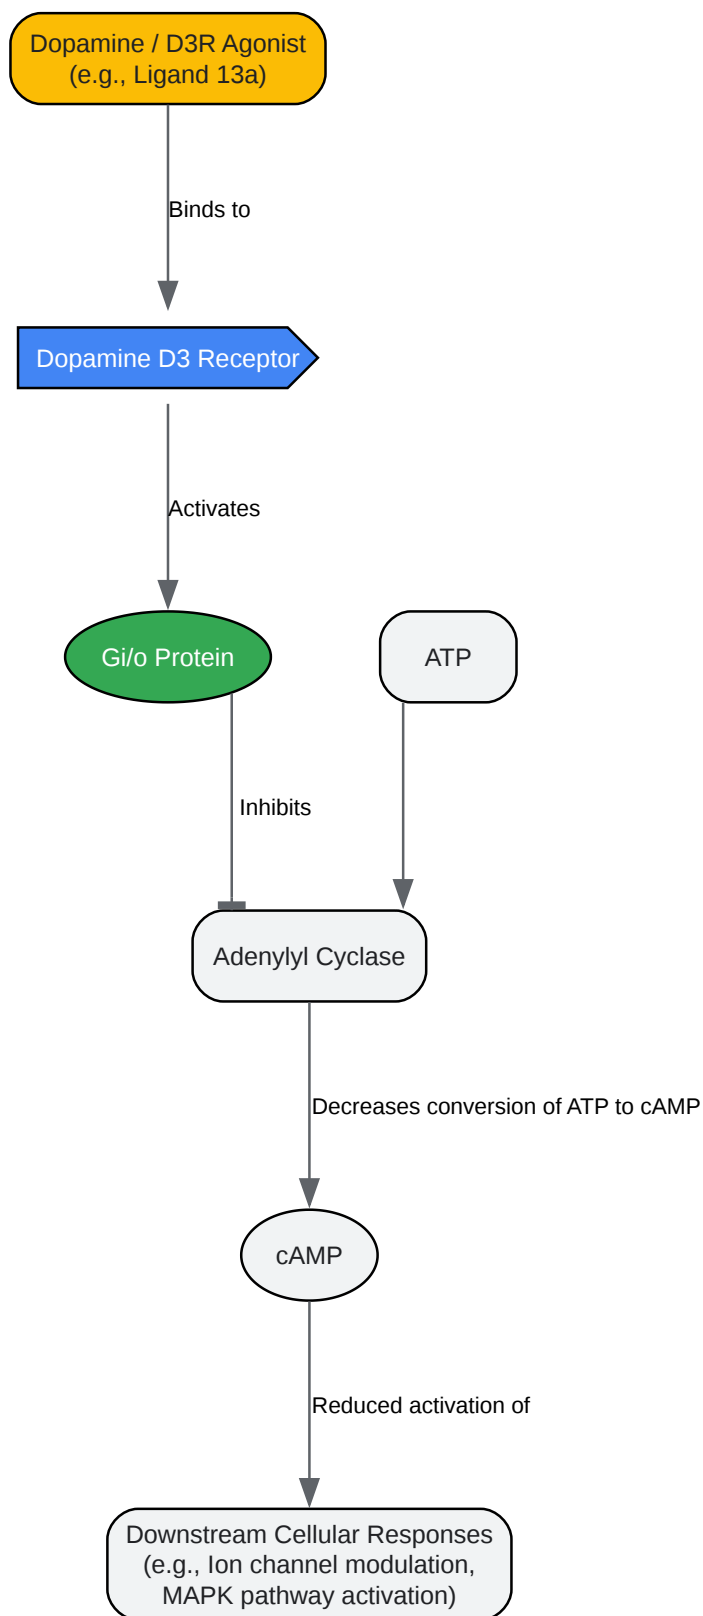 Dopamine / D3R Agonist
(e.g., Ligand 13a)
Binds to
Dopamine D3 Receptor
Activates
Gi/o Protein
ATP
Inhibits
Adenylyl Cyclase
Decreases conversion of ATP to cAMP
cAMP
Reduced activation of
Downstream Cellular Responses
(e.g., Ion channel modulation,
MAPK pathway activation)